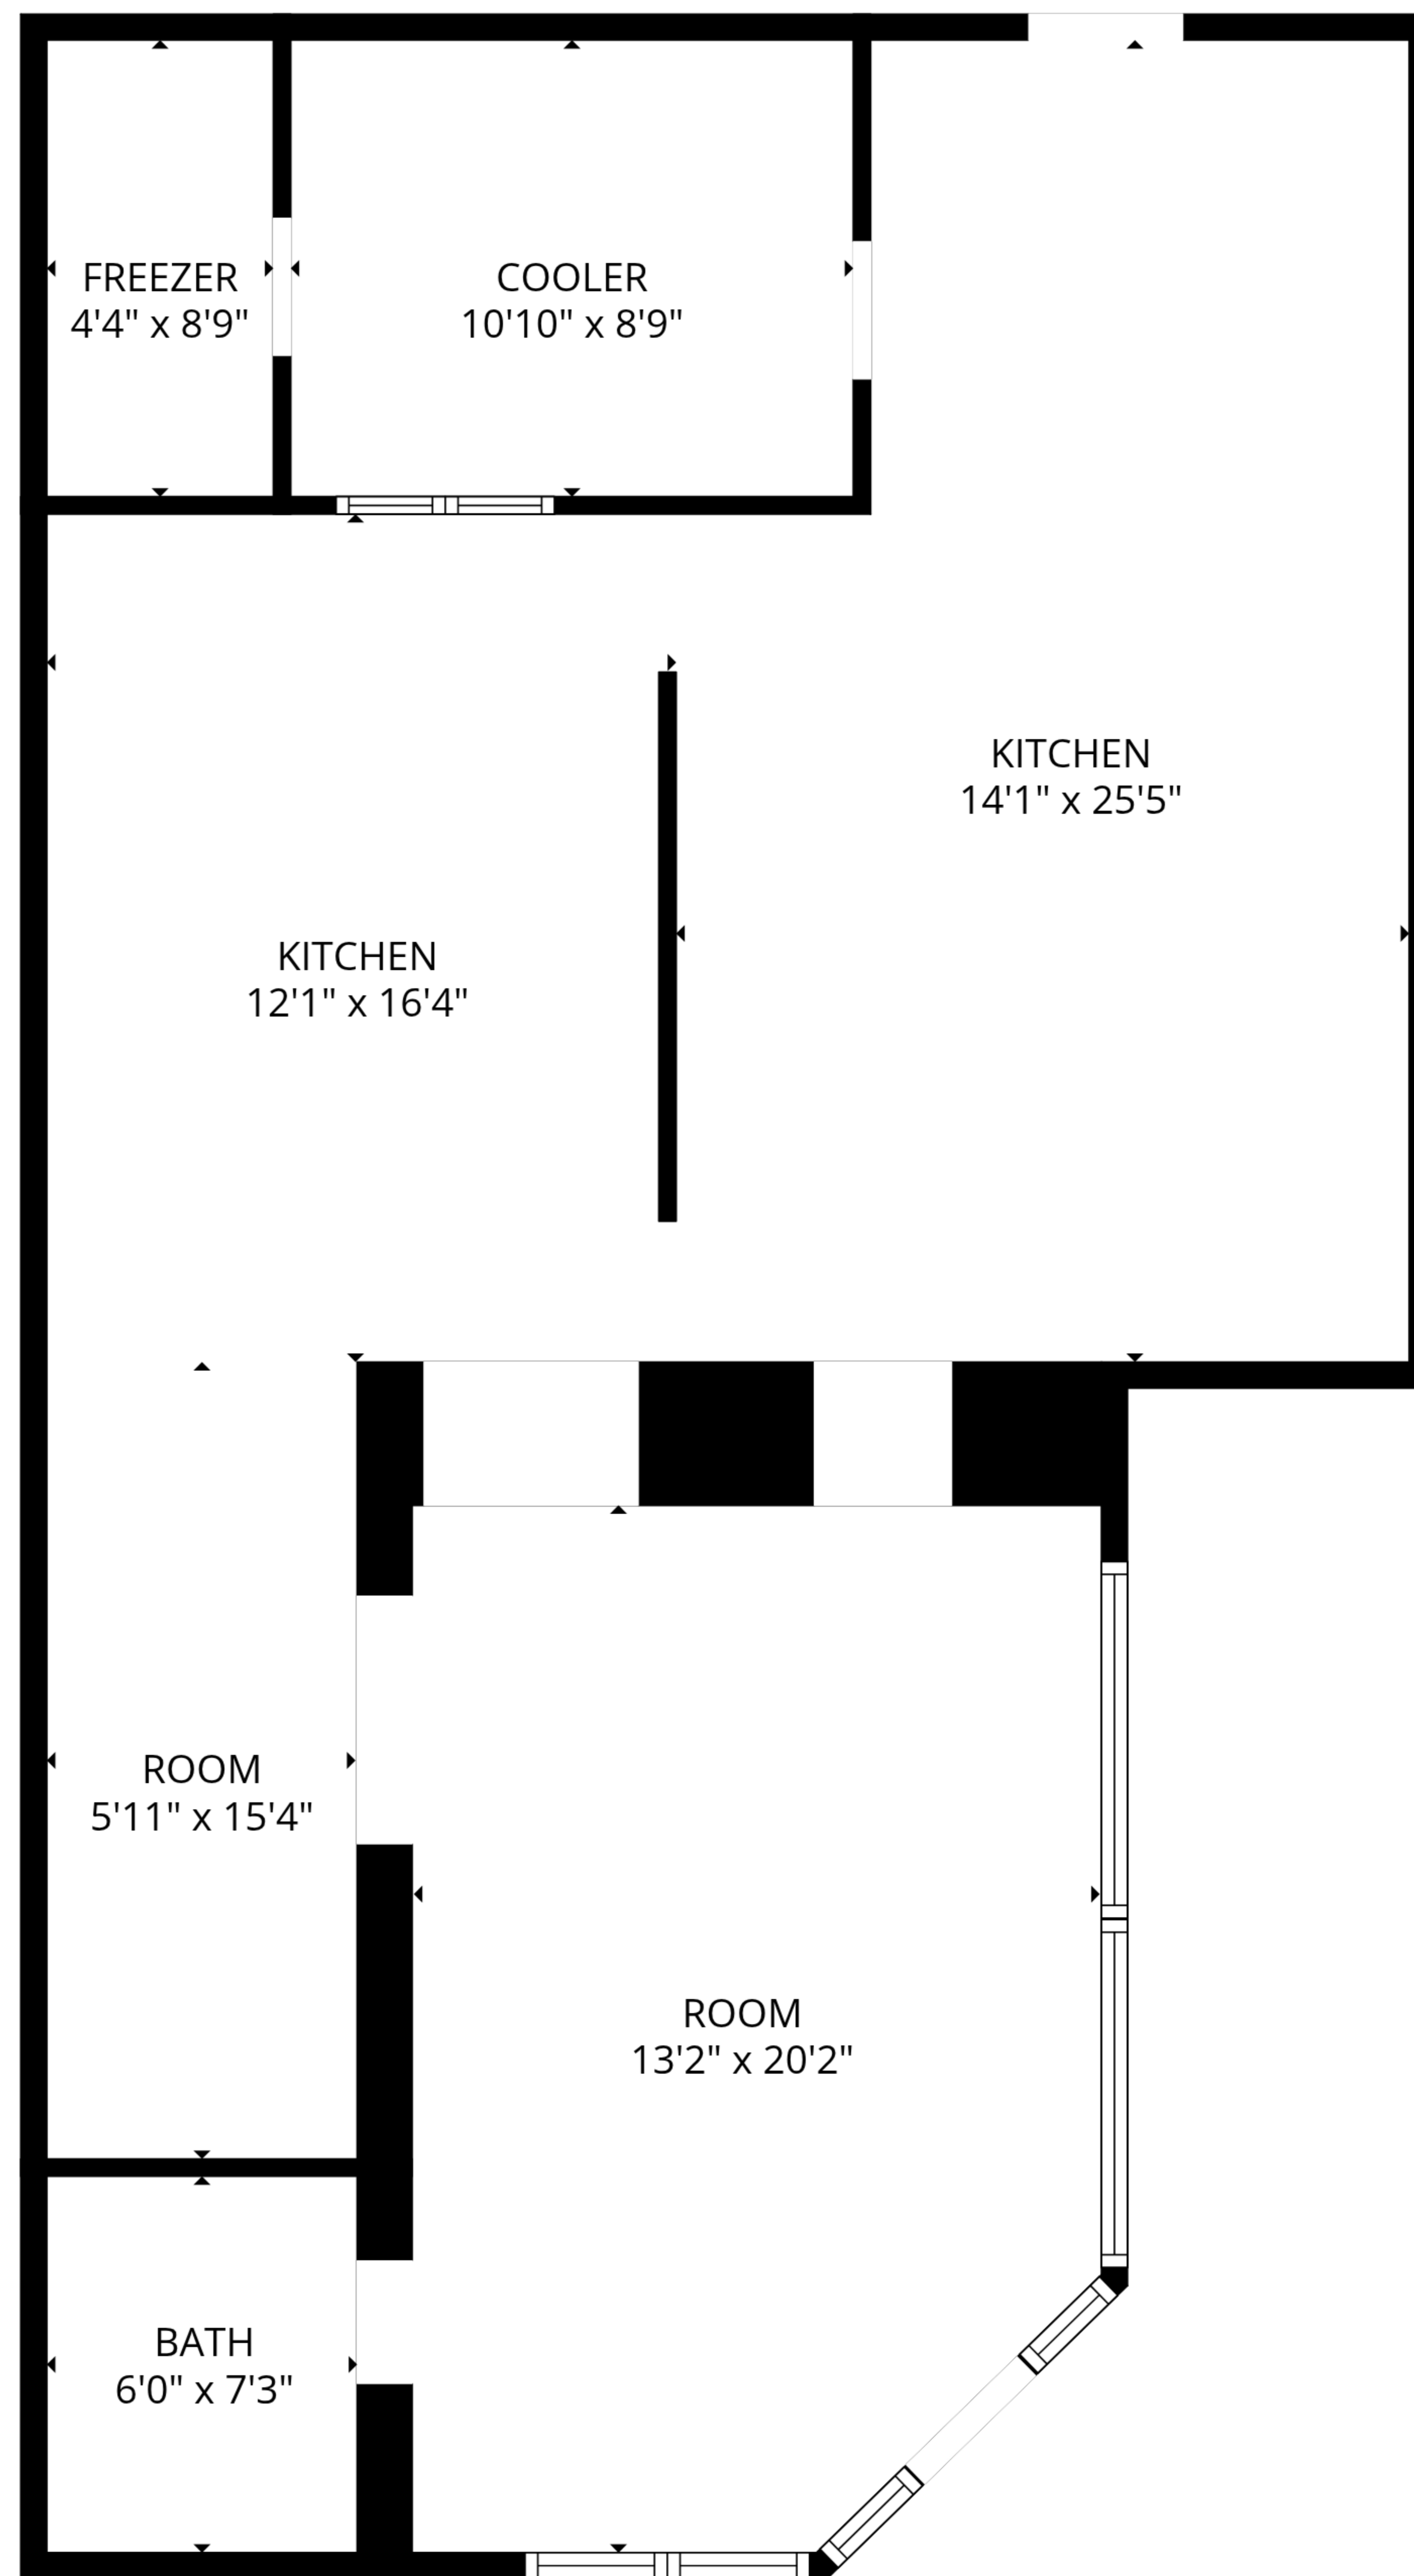 FREEZER
4'4" x 8'9"
COOLER
10'10" x 8'9"
KITCHEN
14'1" x 25'5"
KITCHEN
12'1" x 16'4"
ROOM
5'11" x 15'4"
ROOM
13'2" x 20'2"
BATH
6'0" x 7'3"